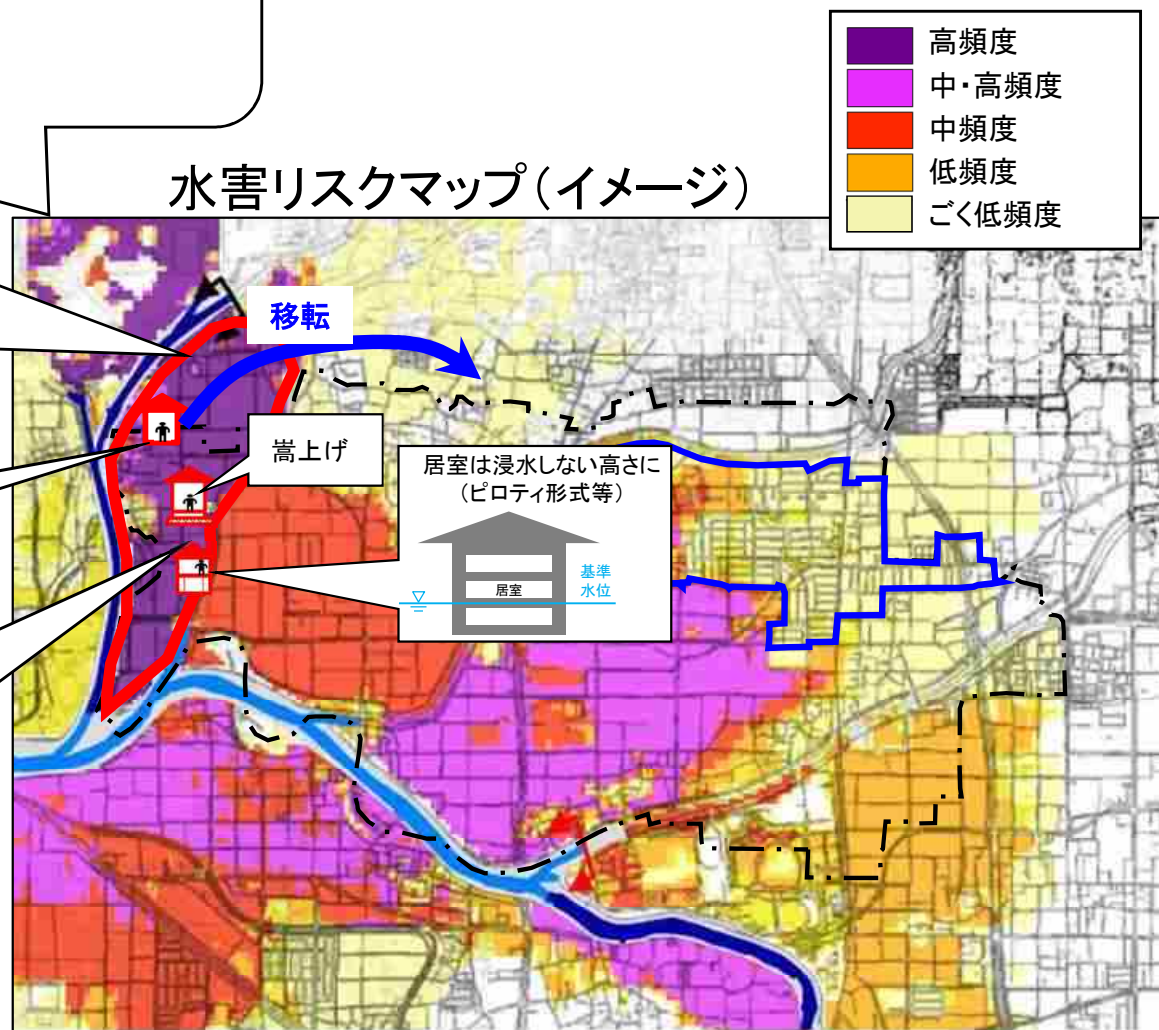 高頻度
中・高頻度
中頻度
低頻度
ごく低頻度
水害リスクマップ（イメージ）
移転
嵩上げ
居室は浸水しない高さに
（ピロティ形式等）
居室
基準
水位